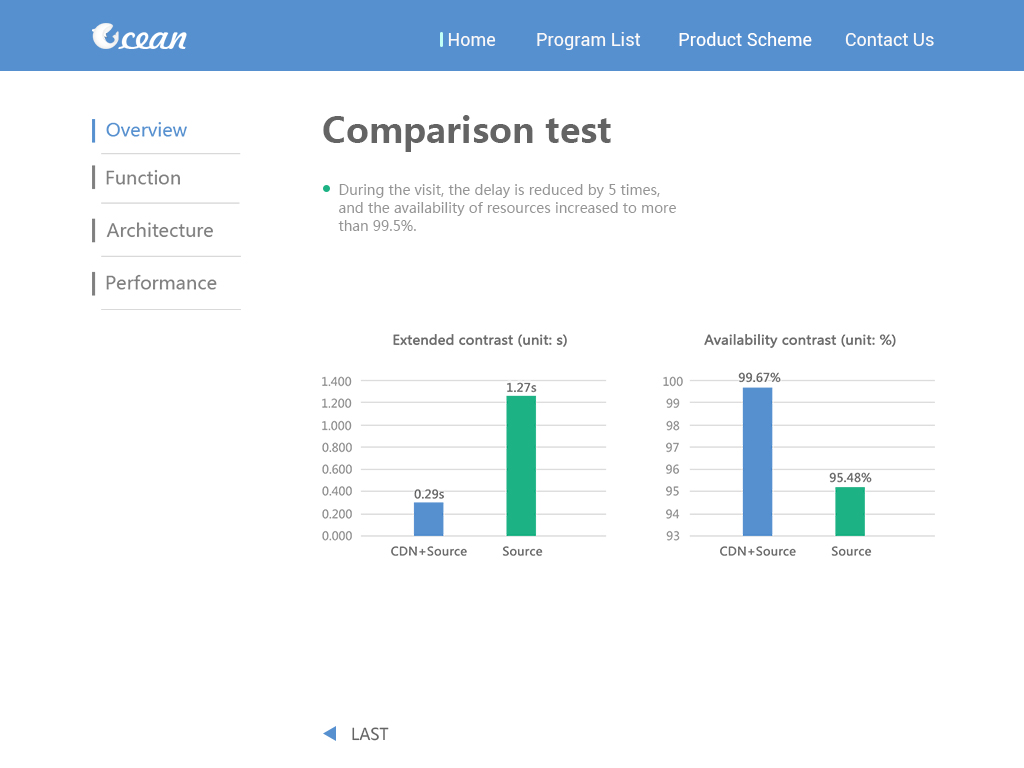 Ocean
Home
Program List
Product Scheme
Contact Us
Overview
Function
Architecture
Performance
Comparison test
During the visit, the delay is reduced by 5 times,
and the availability of resources increased to more
than 99.5%.
Extended contrast (unit: s)
1.400
1.200
1.000
0.800
0.600
0.400
0.200
0.000
0.29s
1.27s
CDN+Source
Source
Availability contrast (unit: %)
100
99
98
97
96
95
94
93
99.67%
95.48%
CDN+Source
Source
LAST